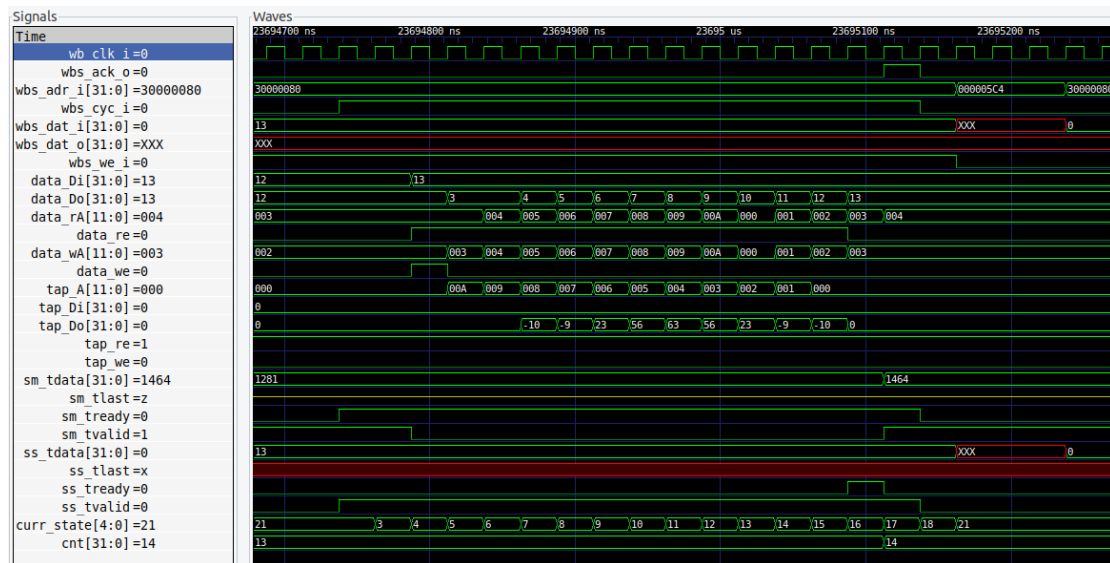 Signals
Waves
Time
23694700 ns 23694800 ns 23694900 ns 23695 us 23695100 ns 23695200 ns
wb_clk_i=0
wbs_ack_o=0
wbs_adr_i[31:0]=30000080 30000080 000005C4 30000080
wbs_cyc_i=0
wbs_dat_i[31:0]=0 13 XXX 0
wbs_dat_o[31:0]=XXX XXX
wbs_we_i=0
data_Di[31:0]=13 12 13
data_Do[31:0]=13 12 3 4 5 6 7 8 9 10 11 12 13
data_rA[11:0]=004 003 004 005 006 007 008 009 00A 000 001 002 003 004
data_re=0
data_wA[11:0]=003 002 003 004 005 006 007 008 009 00A 000 001 002 003
data_we=0
tap_A[11:0]=000 000 00A 009 008 007 006 005 004 003 002 001 000
tap_Di[31:0]=0 0
tap_Do[31:0]=0 0 -10 -9 23 56 63 56 23 -9 -10 0
tap_re=1
tap_we=0
sm_tdata[31:0]=1464 1281 1464
sm_tlast=z
sm_tready=0
sm_tvalid=1
ss_tdata[31:0]=0 13 XXX 0
ss_tlast=x
ss_tready=0
ss_tvalid=0
curr_state[4:0]=21 21 3 4 5 6 7 8 9 10 11 12 13 14 15 16 17 18 21
cnt[31:0]=14 13 14